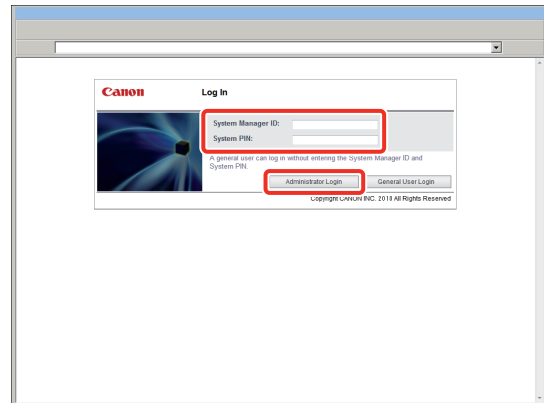 Canon
Log In
System Manager ID:
System PIN:
A general user can log in without entering the System Manager ID and
System PIN.
Administrator Login
General User Login
Copyright CANON INC. 2010 All Rights Reserved